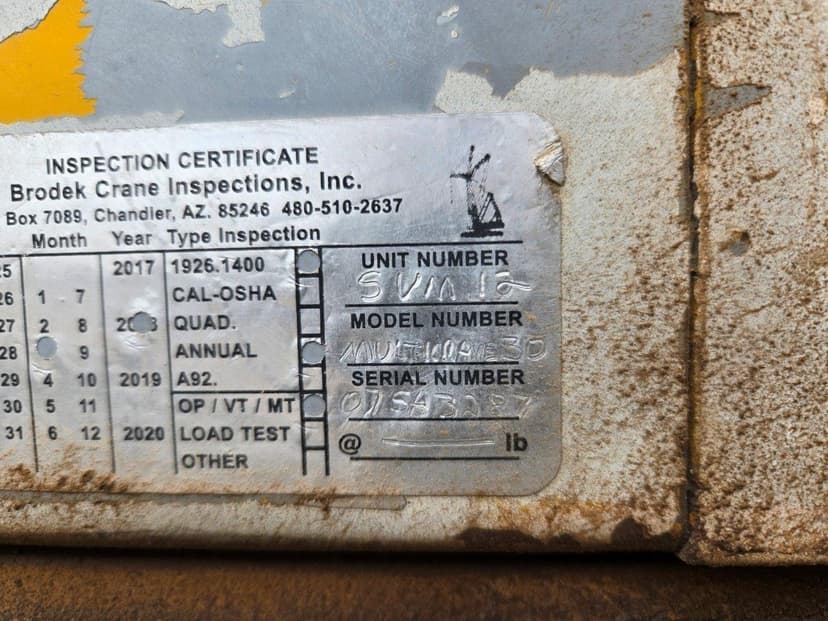 INSPECTION CERTIFICATE
Brodek Crane Inspections, Inc.
Box 7089, Chandler, AZ. 85246 480-510-2637
Month Year Type Inspection
25 2017 1926.1400 UNIT NUMBER
26 1 7 CAL-OSHA SVM 12
27 2 8 QUAD. MODEL NUMBER
28 9 ANNUAL
29 4 10 2019 A92. SERIAL NUMBER
30 5 11 OP / VT / MT
31 6 12 2020 LOAD TEST @ lb
OTHER